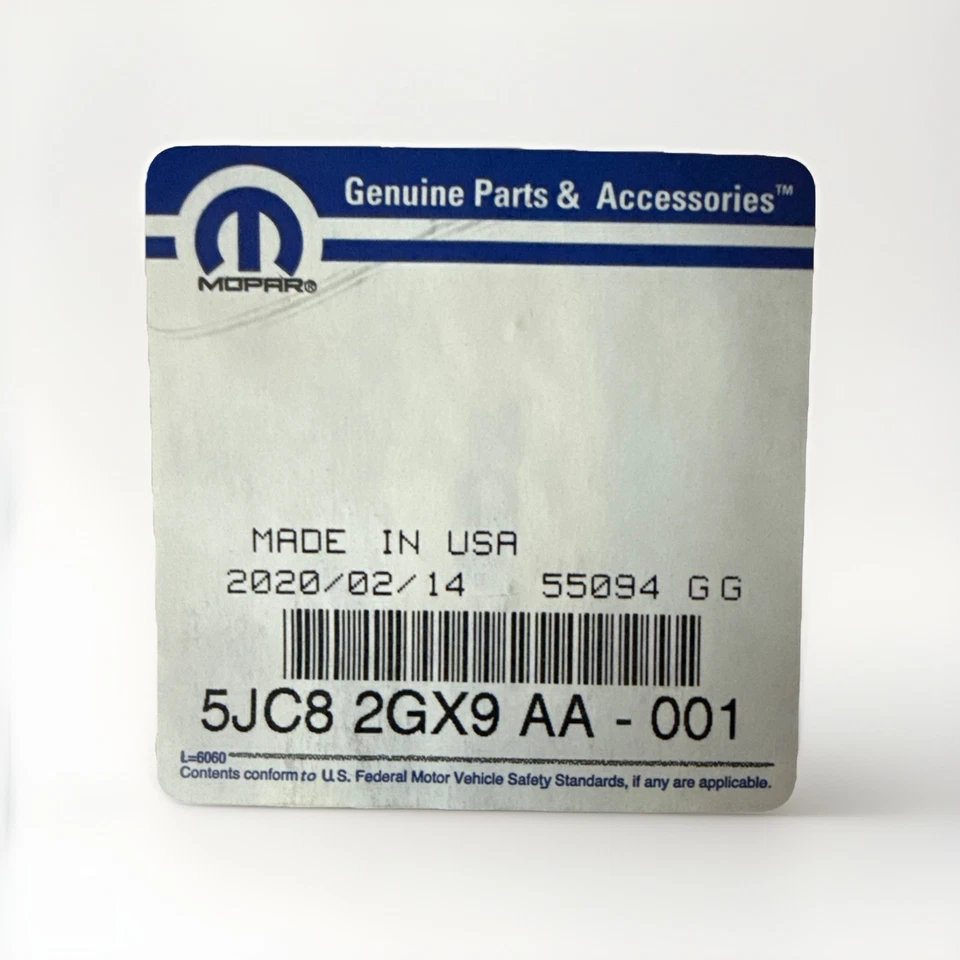 Genuine Parts & Accessories™
MOPAR®
MADE IN USA
2020/02/14 55094 GG
5JC8 2GX9 AA - 001
L=6060
Contents conform to U.S. Federal Motor Vehicle Safety Standards, if any are applicable.